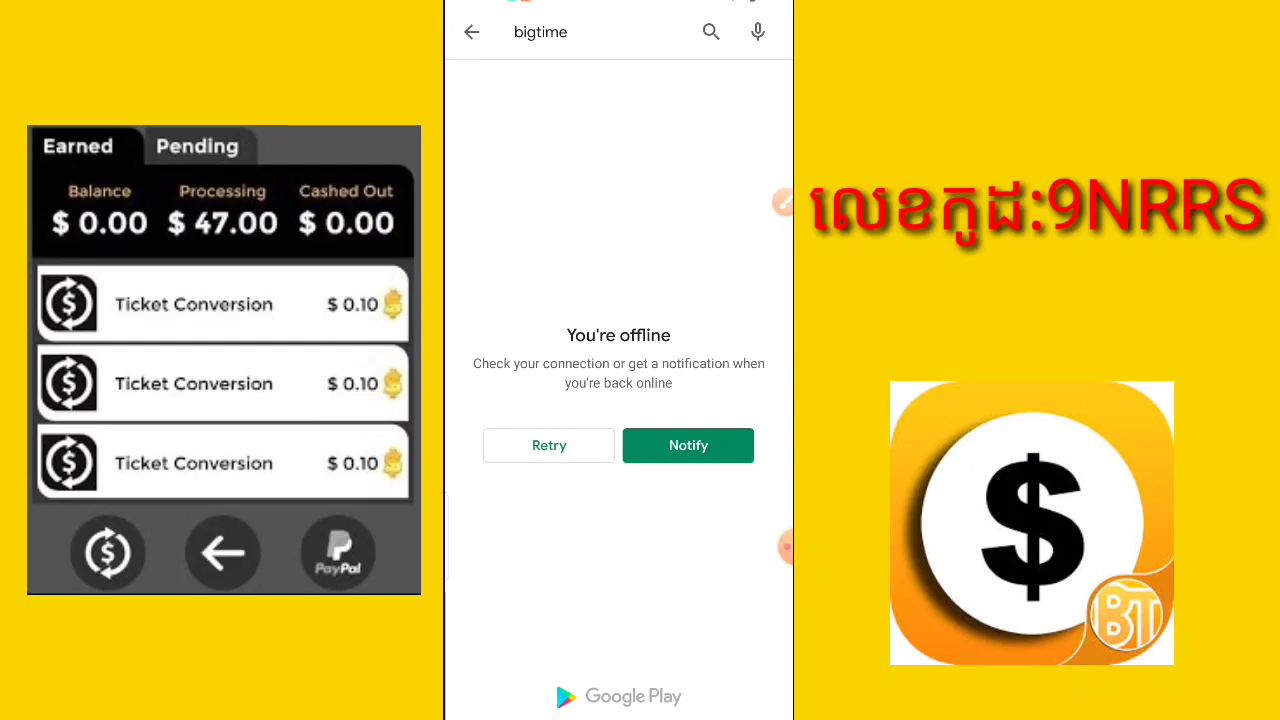 Earned
Pending
Balance
Processing
Cashed Out
$ 0.00
$ 47.00
$ 0.00
Ticket Conversion
$ 0.10
Ticket Conversion
$ 0.10
Ticket Conversion
$ 0.10
PayPal
bigtime
You're offline
Check your connection or get a notification when
you're back online
Retry
Notify
Google Play
លេខកូដ:9NRRS
$
BT